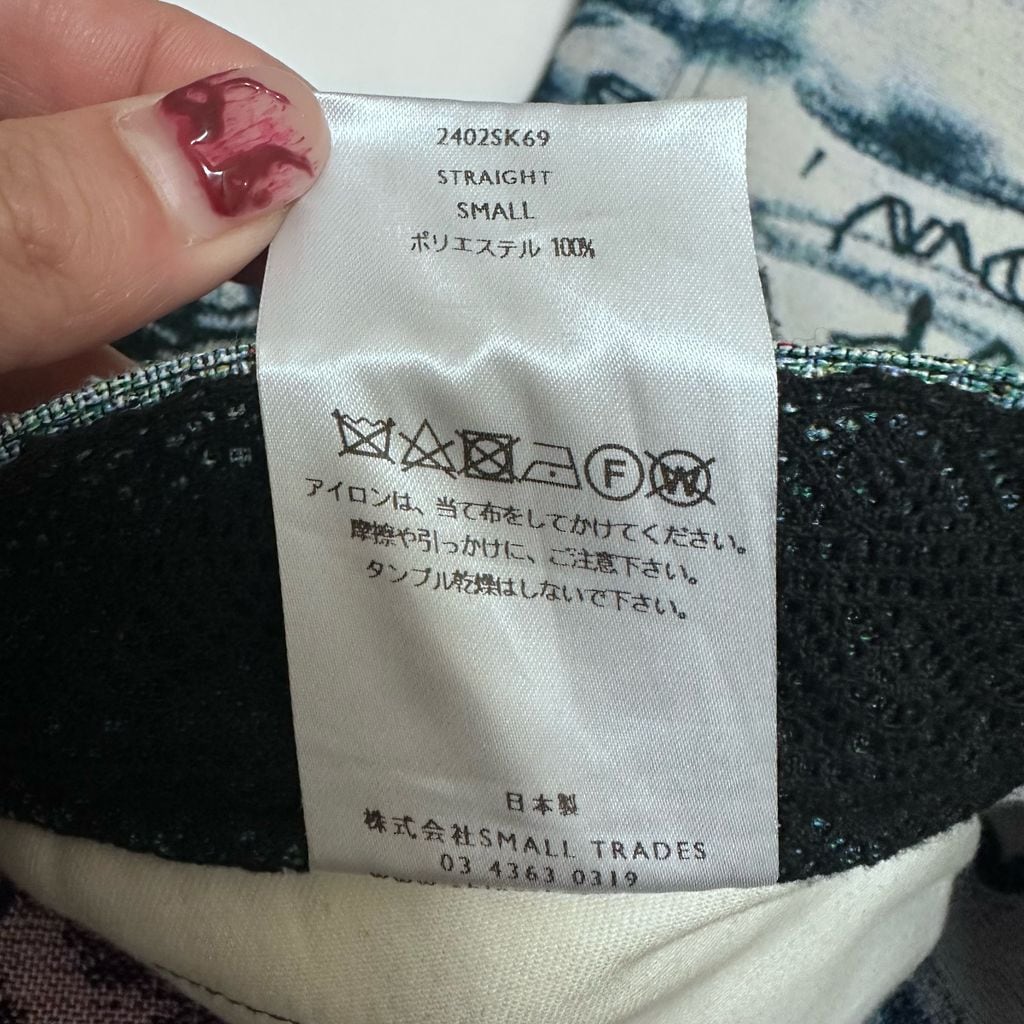 2402SK69
STRAIGHT
SMALL
ポリエステル 100%
F W
アイロンは、当て布をしてかけてください。
摩擦や引っかけに、ご注意下さい。
タンブル乾燥はしないで下さい。
日本製
株式会社SMALL TRADES
03 4363 0319